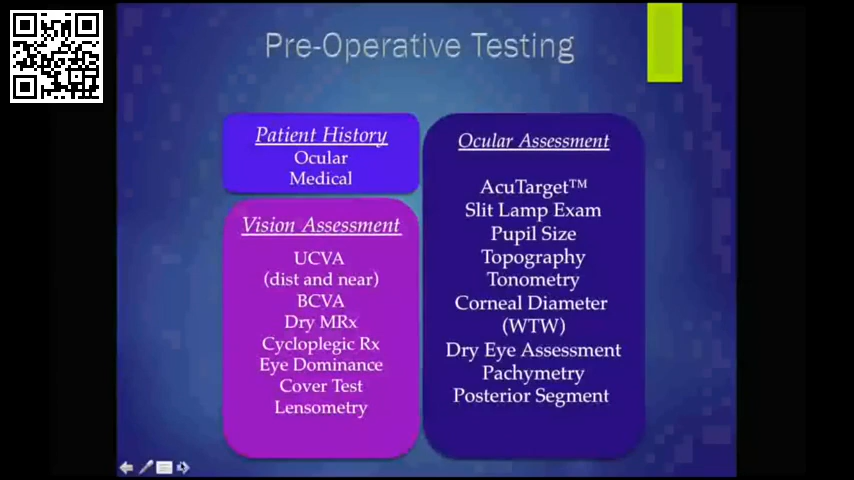 Pre-Operative Testing
Patient History
Ocular
Medical
Vision Assessment
UCVA
(dist and near)
BCVA
Dry MRx
Cycloplegic Rx
Eye Dominance
Cover Test
Lensometry
Ocular Assessment
AcuTarget™
Slit Lamp Exam
Pupil Size
Topography
Tonometry
Corneal Diameter
(WTW)
Dry Eye Assessment
Pachymetry
Posterior Segment